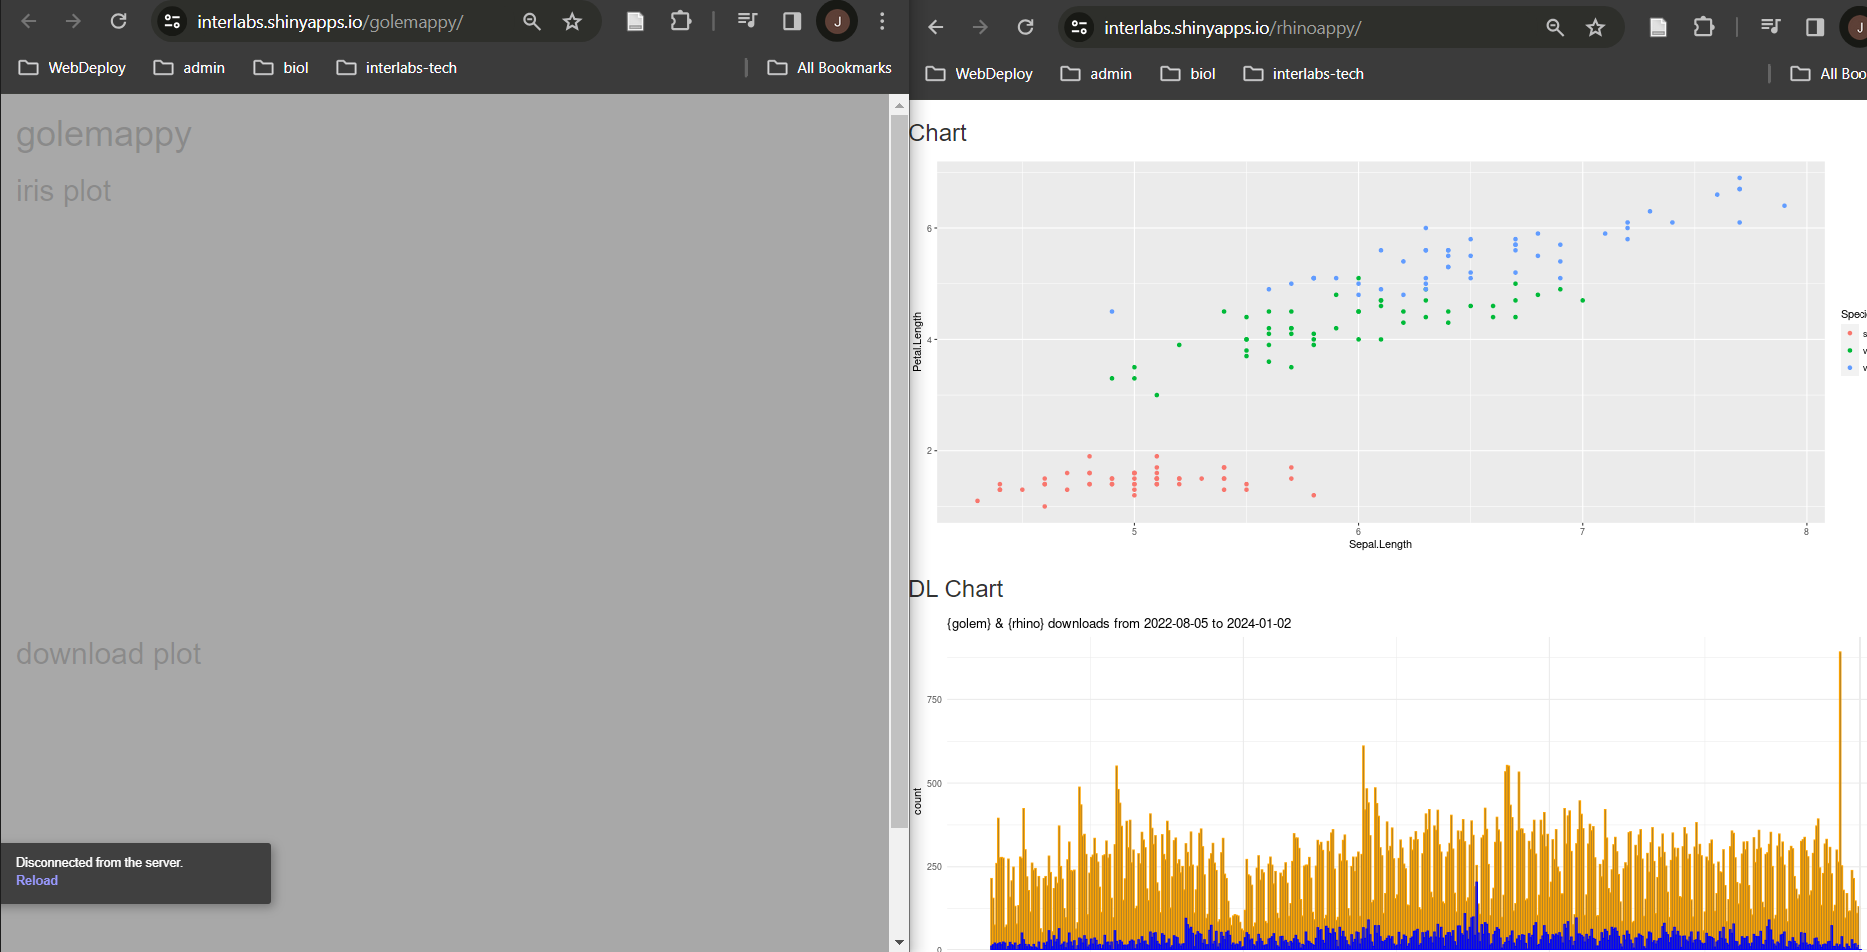 interlabs.shinyapps.io/golemappy/
J
WebDeploy
admin
biol
interlabs-tech
All Bookmarks
golemappy
iris plot
download plot
Disconnected from the server.
Reload
interlabs.shinyapps.io/rhinoappy/
J
WebDeploy
admin
biol
interlabs-tech
All Boo
Chart
6
4
2
Petal.Length
5
6
7
8
Sepal.Length
Speci
s
v
v
DL Chart
{golem} & {rhino} downloads from 2022-08-05 to 2024-01-02
750
500
250
0
count